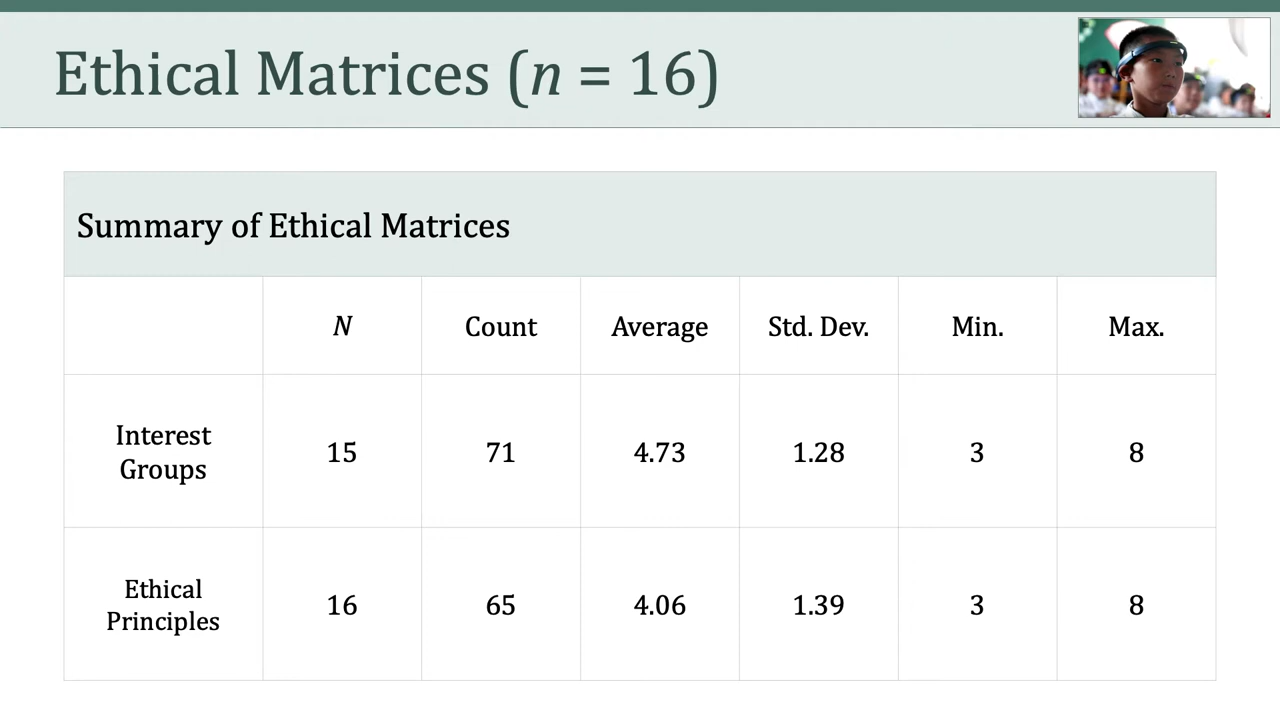 Ethical Matrices (n = 16)
Summary of Ethical Matrices
N Count Average Std. Dev. Min. Max.
Interest
Groups
15 71 4.73 1.28 3 8
Ethical
Principles
16 65 4.06 1.39 3 8